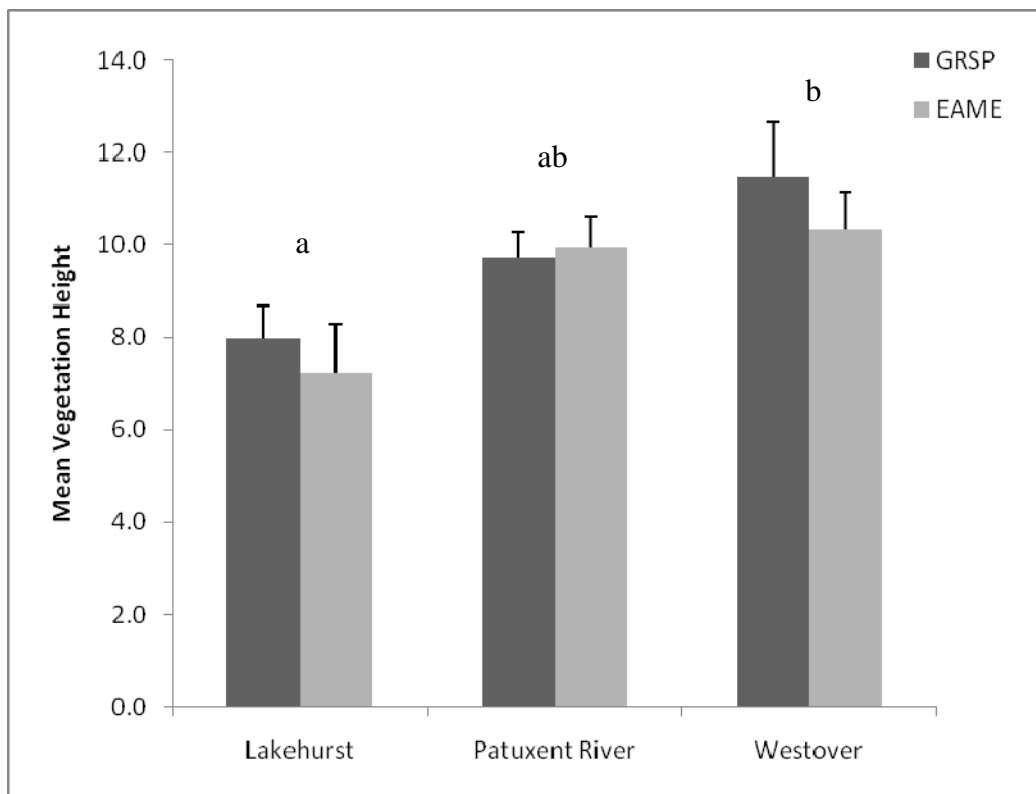 14.0
12.0
10.0
8.0
6.0
4.0
2.0
0.0
Mean Vegetation Height
a
ab
b
GRSP
EAME
Lakehurst
Patuxent River
Westover